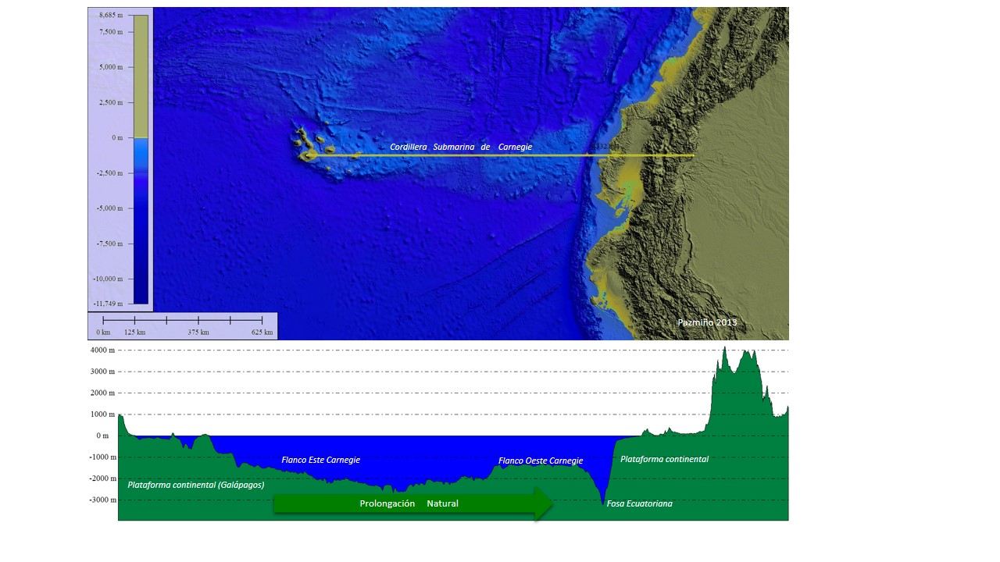 8,685 m
7,500 m
5,000 m
2,500 m
0 m
-2,500 m
-5,000 m
-7,500 m
-10,000 m
-11,749 m
Cordillera Submarina de Carnegie
Pazmiño 2013
0 km 125 km 375 km 625 km
4000 m
3000 m
2000 m
1000 m
0 m
-1000 m
-2000 m
-3000 m
Flanco Este Carnegie
Flanco Oeste Carnegie
Plataforma continental
Plataforma continental (Galápagos)
Prolongación Natural
Fosa Ecuatoriana